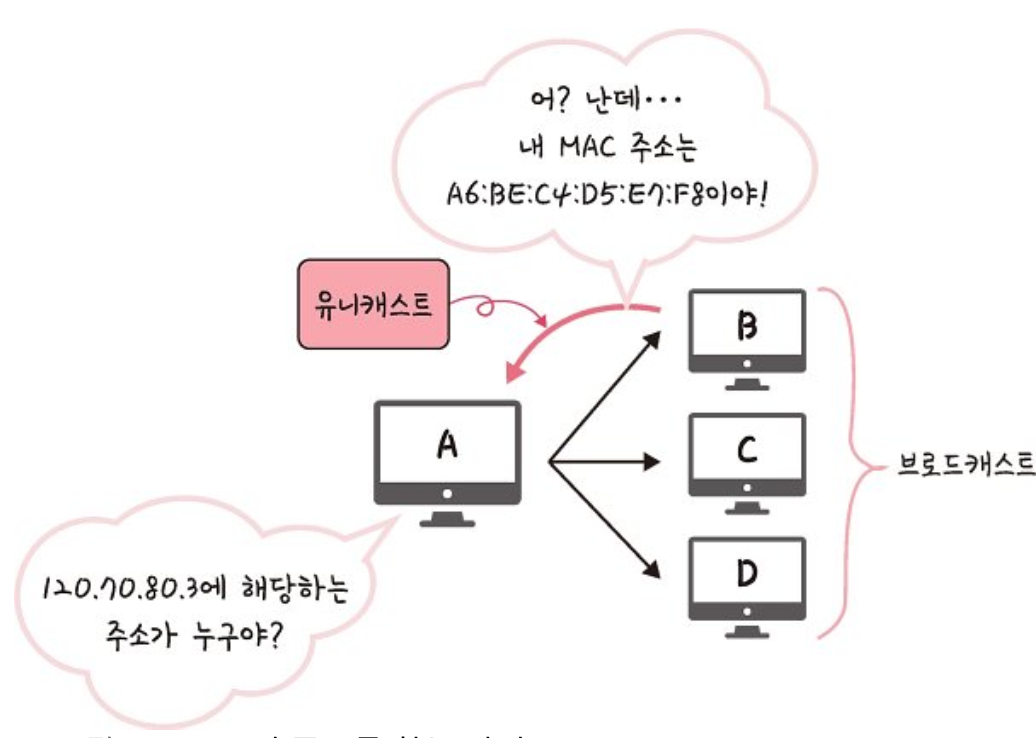 어? 난데···
내 MAC 주소는
A6:BE:C4:D5:E7:F8이야!
유니캐스트
B
A
C
브로드캐스트
D
120.70.80.3에 해당하는
주소가 누구야?